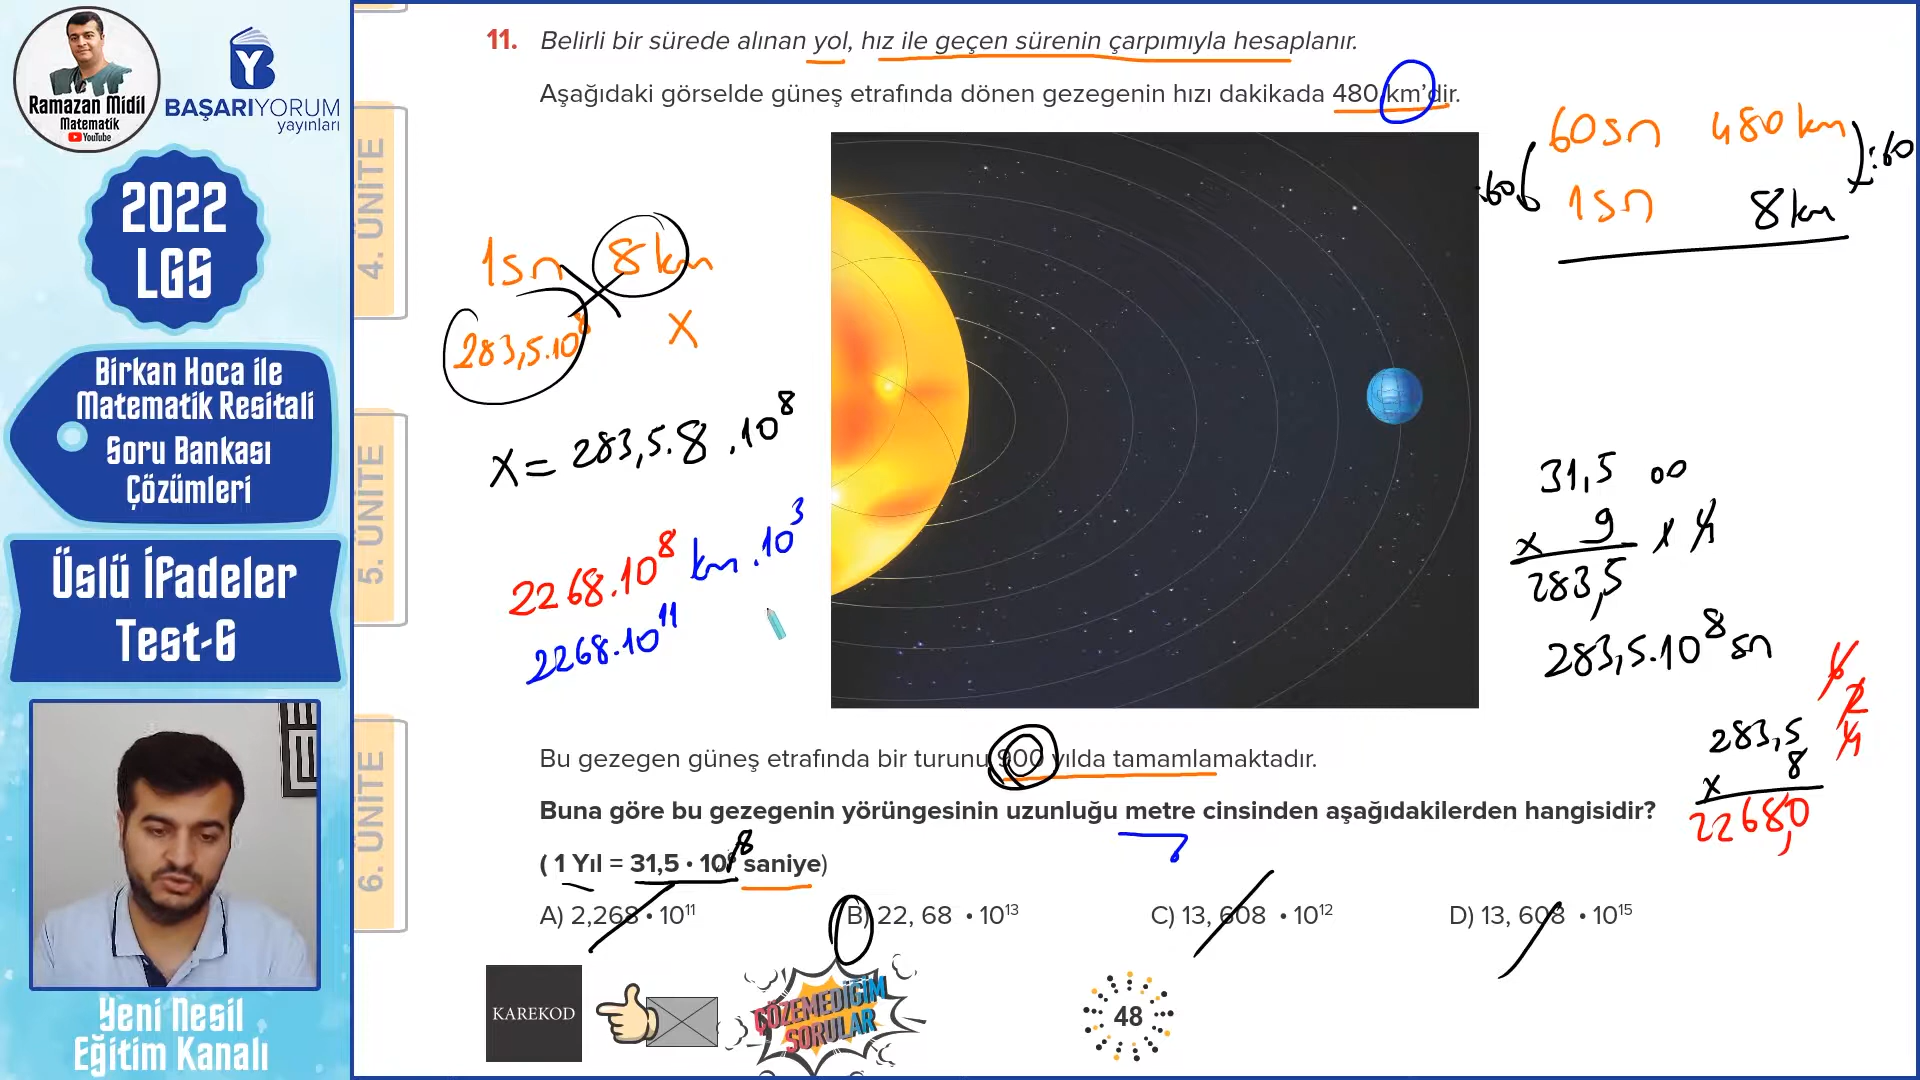 Ramazan Midil
Matematik
YouTube
BAŞARIYORUM
yayınları
2022
LGS
Birkan Hoca ile
Matematik Resitali
Soru Bankası
Çözümleri
Üslü İfadeler
Test-6
Yeni Nesil
Eğitim Kanalı
4. ÜNİTE
5. ÜNİTE
6. ÜNİTE
11. Belirli bir sürede alınan yol, hız ile geçen sürenin çarpımıyla hesaplanır.
Aşağıdaki görselde güneş etrafında dönen gezegenin hızı dakikada 480 km'dir.
60sn 480km
:60
1sn 8km
1sn 8km
283,5.10⁸ x
x = 283,5.8.10⁸
2268.10⁸ km.10³
2268.10¹¹
31,5 00
x 9
283,5
283,5.10⁸ sn
283,5
x 8
2268,0
Bu gezegen güneş etrafında bir turunu 900 yılda tamamlamaktadır.
Buna göre bu gezegenin yörüngesinin uzunluğu metre cinsinden aşağıdakilerden hangisidir?
8
( 1 Yıl = 31,5 • 10 saniye)
A) 2,268 • 10¹¹ B) 22, 68 • 10¹³ C) 13, 608 • 10¹² D) 13, 608 • 10¹⁵
KAREKOD
ÇÖZEMEDİĞİM
SORULAR
48